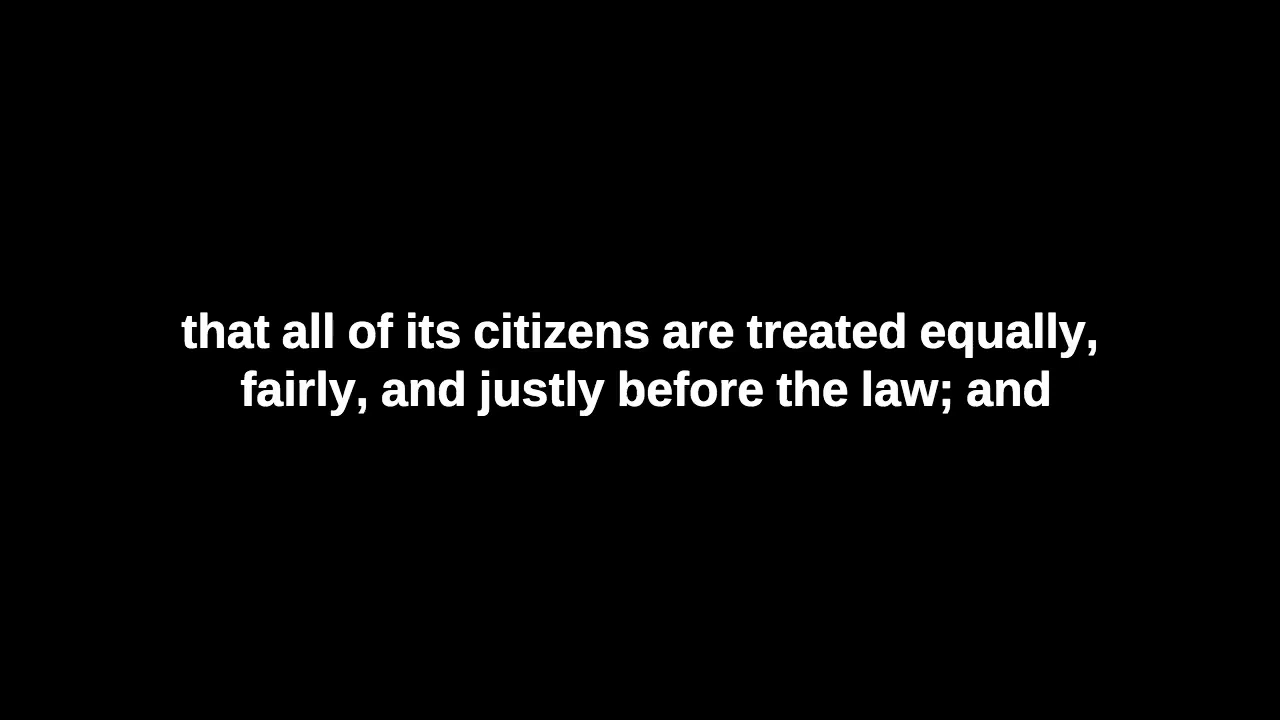 that all of its citizens are treated equally,
fairly, and justly before the law; and